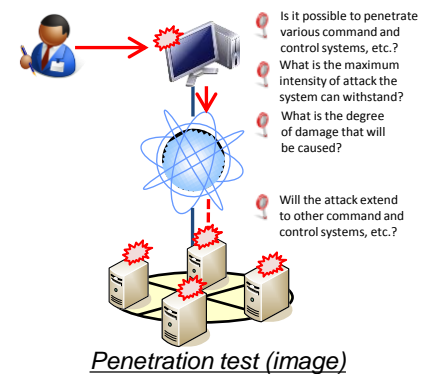 Is it possible to penetrate
various command and
control systems, etc.?
What is the maximum
intensity of attack the
system can withstand?
What is the degree
of damage that will
be caused?
Will the attack extend
to other command and
control systems, etc.?
Penetration test (image)